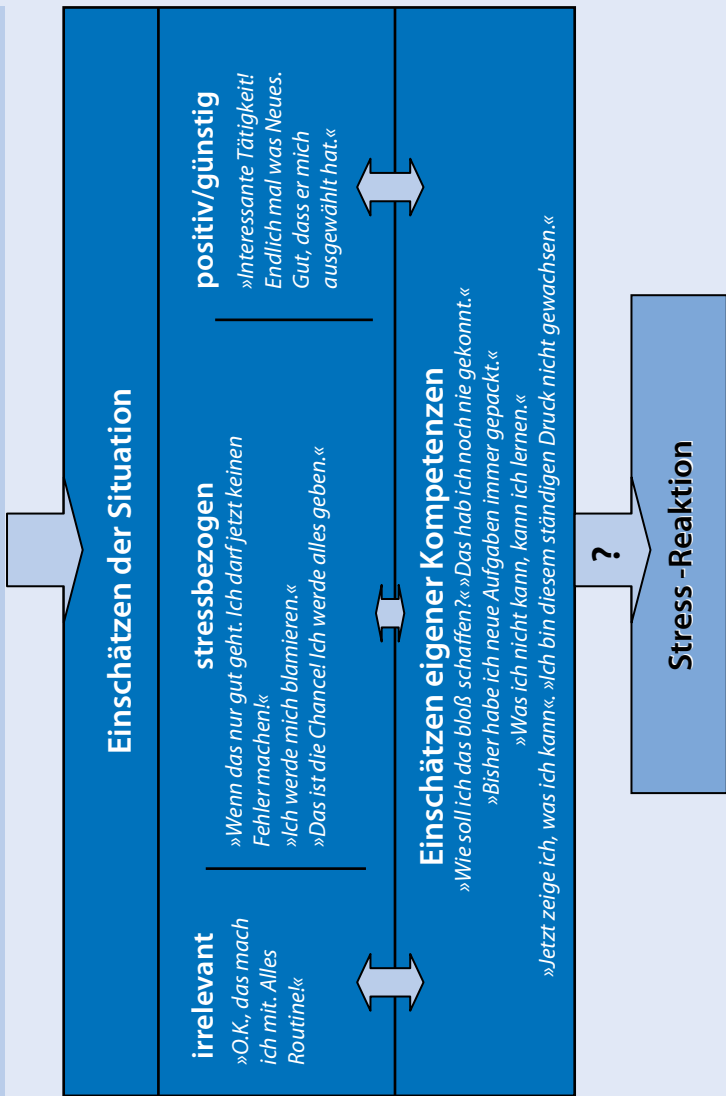 Einschätzen der Situation
irrelevant
»O.K., das mach
ich mit. Alles
Routine!«
stressbezogen
»Wenn das nur gut geht. Ich darf jetzt keinen
Fehler machen!«
»Ich werde mich blamieren.«
»Das ist die Chance! Ich werde alles geben.«
positiv/günstig
»Interessante Tätigkeit!
Endlich mal was Neues.
Gut, dass er mich
ausgewählt hat.«
Einschätzen eigener Kompetenzen
»Wie soll ich das bloß schaffen?« »Das hab ich noch nie gekonnt.«
»Bisher habe ich neue Aufgaben immer gepackt.«
»Was ich nicht kann, kann ich lernen.«
»Jetzt zeige ich, was ich kann«. »Ich bin diesem ständigen Druck nicht gewachsen.«
?
Stress -Reaktion